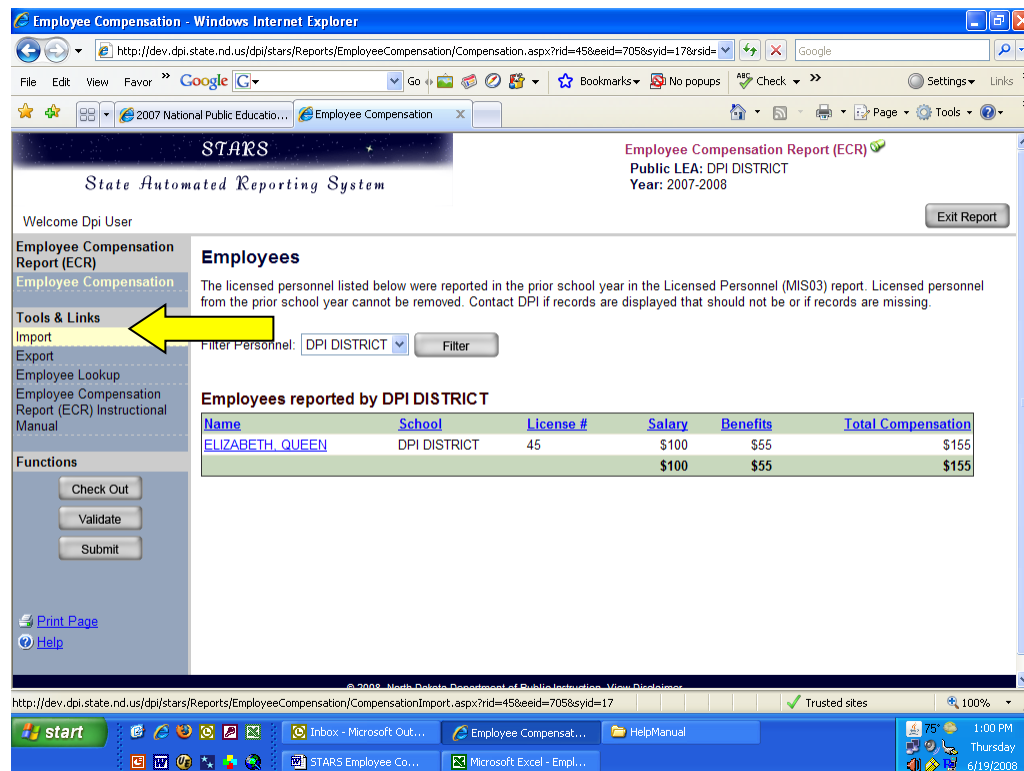 Employee Compensation - Windows Internet Explorer
http://dev.dpi.state.nd.us/dpi/stars/Reports/EmployeeCompensation/Compensation.aspx?rid=45&eeid=705&syid=17&rsid=
Google
File Edit View Favor » Google G Go Bookmarks No popups ABC Check » Settings Links
2007 National Public Educatio... Employee Compensation x Page Tools
STARS
State Automated Reporting System
Welcome Dpi User
Employee Compensation Report (ECR)
Public LEA: DPI DISTRICT
Year: 2007-2008
Exit Report
Employee Compensation
Report (ECR)
Employee Compensation
Tools & Links
Import
Export
Employee Lookup
Employee Compensation
Report (ECR) Instructional
Manual
Functions
Check Out
Validate
Submit
Print Page
Help
Employees
The licensed personnel listed below were reported in the prior school year in the Licensed Personnel (MIS03) report. Licensed personnel
from the prior school year cannot be removed. Contact DPI if records are displayed that should not be or if records are missing.
Filter Personnel: DPI DISTRICT Filter
Employees reported by DPI DISTRICT
Name School License # Salary Benefits Total Compensation
ELIZABETH, QUEEN DPI DISTRICT 45 $100 $55 $155
$100 $55 $155
© 2008, North Dakota Department of Public Instruction, View Disclaimer
http://dev.dpi.state.nd.us/dpi/stars/Reports/EmployeeCompensation/CompensationImport.aspx?rid=45&eeid=705&syid=17 Trusted sites 100%
start Inbox - Microsoft Out... Employee Compensat... HelpManual 75° 1:00 PM
STARS Employee Co... Microsoft Excel - Empl... Thursday
6/19/2008